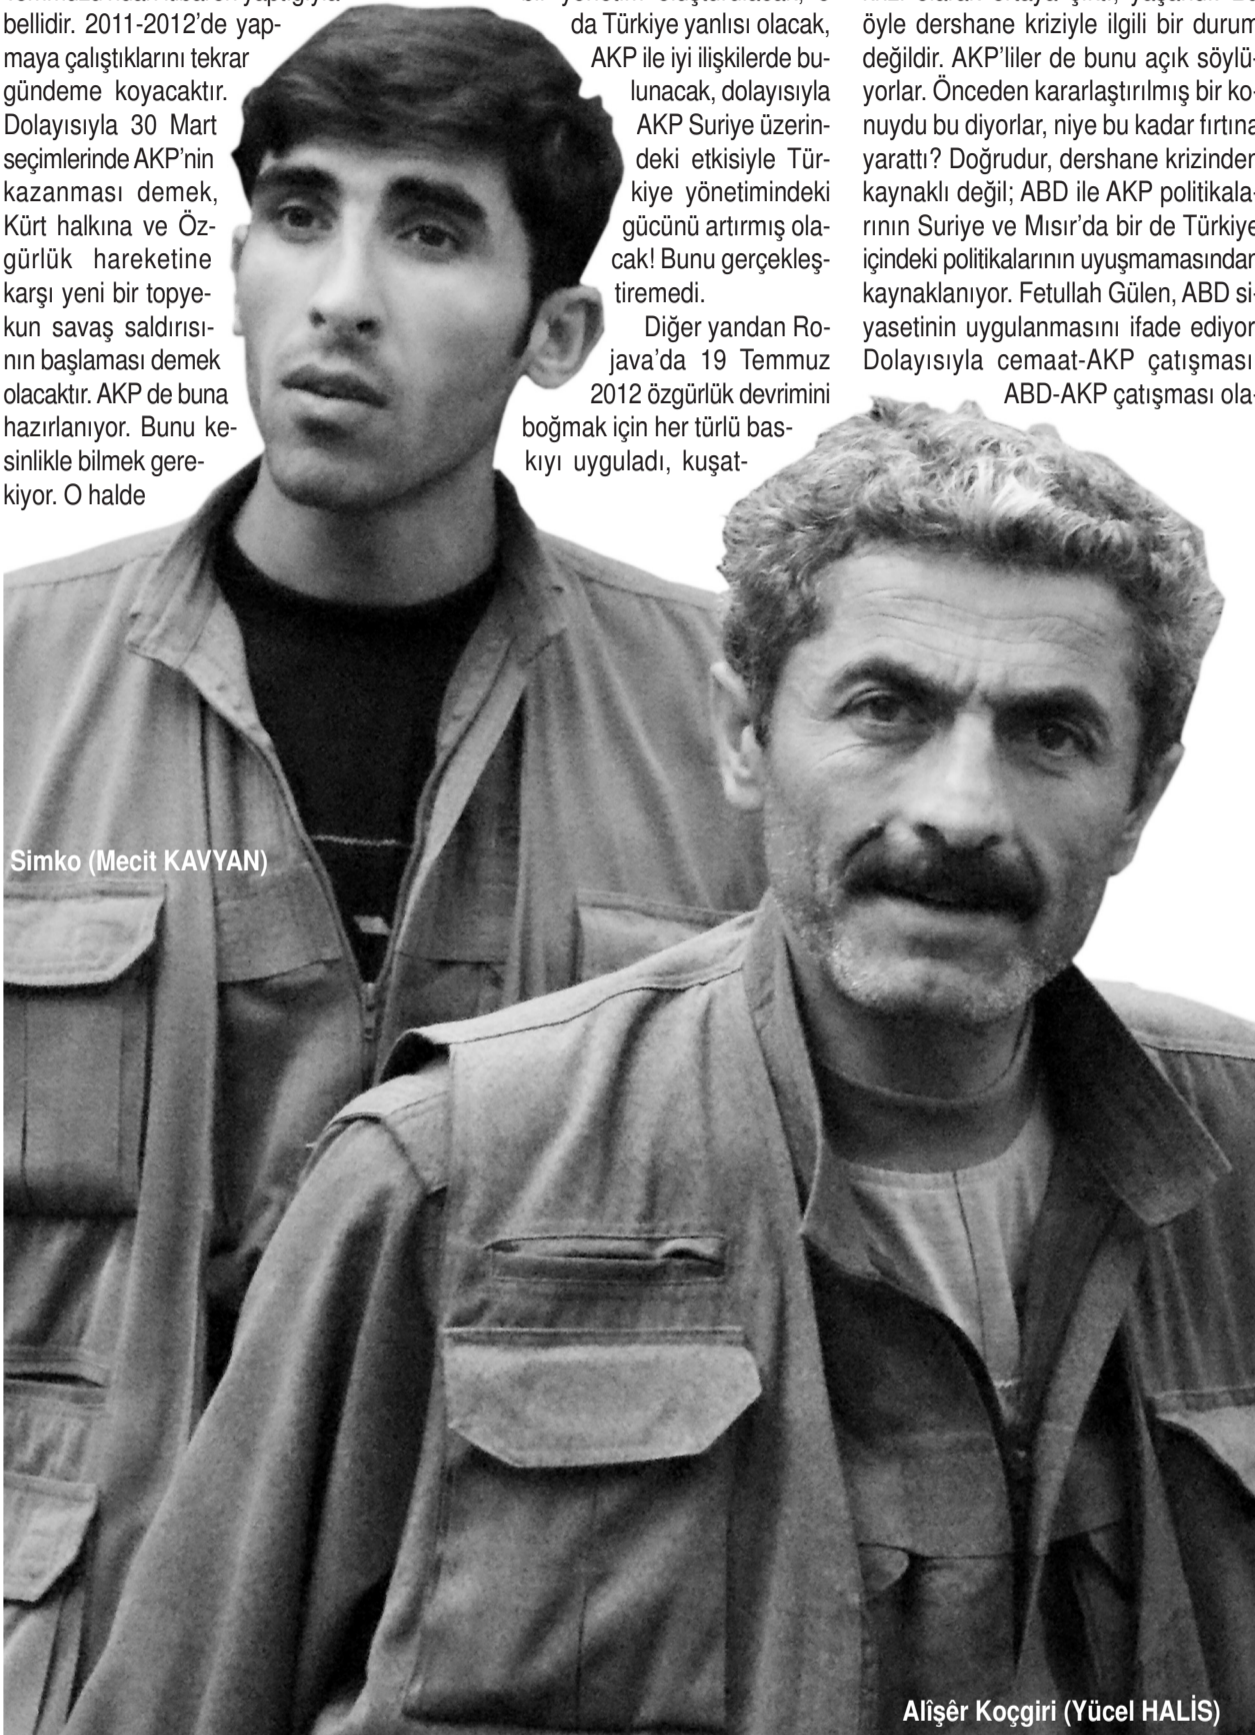 bellidir. 2011-2012'de yap-
maya çalıştıklarını tekrar
gündeme koyacaktır.
Dolayısıyla 30 Mart
seçimlerinde AKP'nin
kazanması demek,
Kürt halkına ve Öz-
gürlük hareketine
karşı yeni bir topye-
kun savaş saldırısı-
nın başlaması demek
olacaktır. AKP de buna
hazırlanıyor. Bunu ke-
sinlikle bilmek gere-
kiyor. O halde
da Türkiye yanlısı olacak,
AKP ile iyi ilişkilerde bu-
lunacak, dolayısıyla
AKP Suriye üzerin-
deki etkisiyle Tür-
kiye yönetimindeki
gücünü artırmış ola-
cak! Bunu gerçekleş-
tiremedi.
Diğer yandan Ro-
java'da 19 Temmuz
2012 özgürlük devrimini
boğmak için her türlü bas-
kıyı uyguladı, kuşat-
öyle dershane kriziyle ilgili bir durum
değildir. AKP'liler de bunu açık söylü-
yorlar. Önceden kararlaştırılmış bir ko-
nuydu bu diyorlar, niye bu kadar fırtına
yarattı? Doğrudur, dershane krizinden
kaynaklı değil; ABD ile AKP politikala-
rının Suriye ve Mısır'da bir de Türkiye
içindeki politikalarının uyuşmamasından
kaynaklanıyor. Fetullah Gülen, ABD si-
yasetinin uygulanmasını ifade ediyor
Dolayısıyla cemaat-AKP çatışması
ABD-AKP çatışması ola-
Simko (Mecit KAVYAN)
Alîşêr Koçgiri (Yücel HALİS)